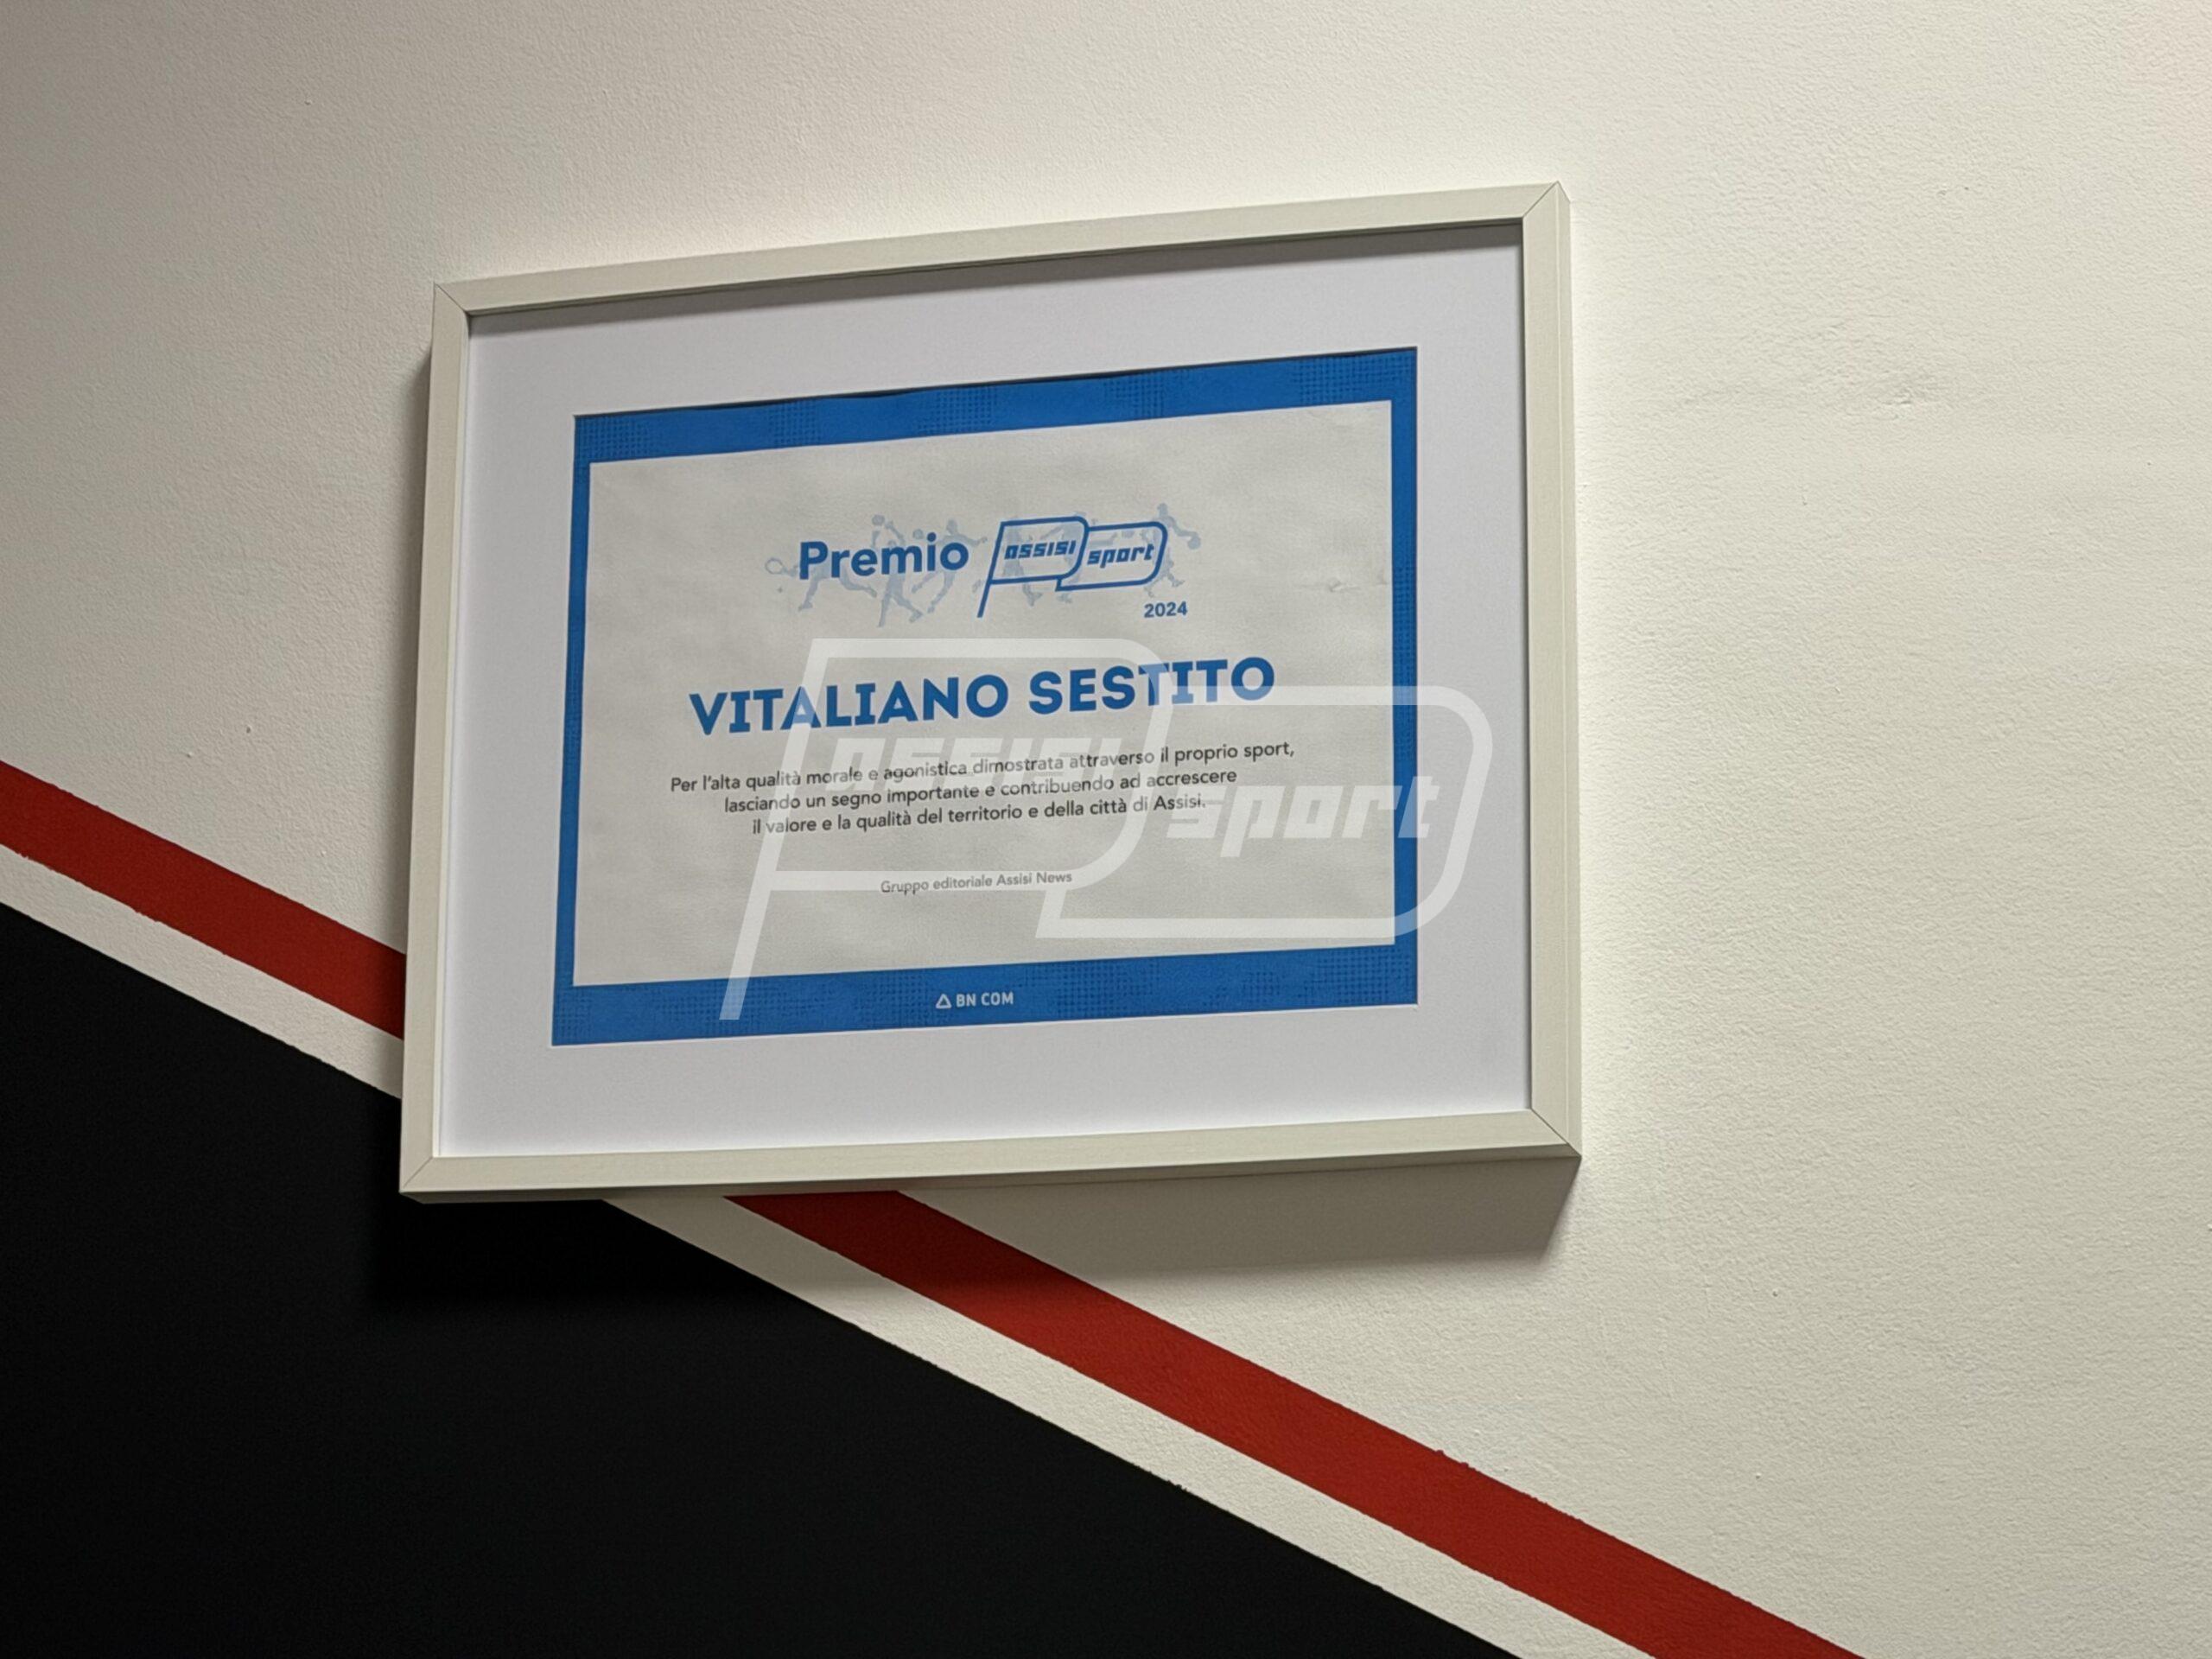 Premio assisi sport
2024
VITALIANO SESTITO
Per l'alta qualità morale e agonistica dimostrata attraverso il proprio sport,
lasciando un segno importante e contribuendo ad accrescere
il valore e la qualità del territorio e della città di Assisi.
Gruppo editoriale Assisi News
BN COM
assisi
sport